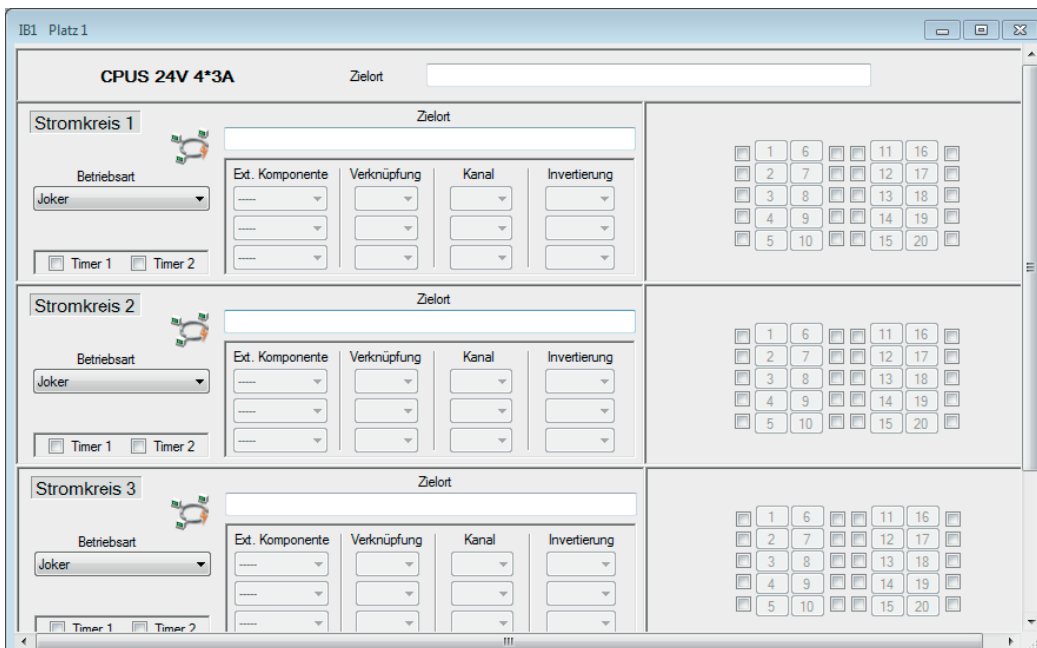 IB1 Platz 1
CPUS 24V 4*3A Zielort
Stromkreis 1 Zielort
Betriebsart Ext. Komponente Verknüpfung Kanal Invertierung
Joker -----
-----
-----
Timer 1 Timer 2
1 6 11 16
2 7 12 17
3 8 13 18
4 9 14 19
5 10 15 20
Stromkreis 2 Zielort
Betriebsart Ext. Komponente Verknüpfung Kanal Invertierung
Joker -----
-----
-----
Timer 1 Timer 2
1 6 11 16
2 7 12 17
3 8 13 18
4 9 14 19
5 10 15 20
Stromkreis 3 Zielort
Betriebsart Ext. Komponente Verknüpfung Kanal Invertierung
Joker -----
-----
-----
Timer 1 Timer 2
1 6 11 16
2 7 12 17
3 8 13 18
4 9 14 19
5 10 15 20